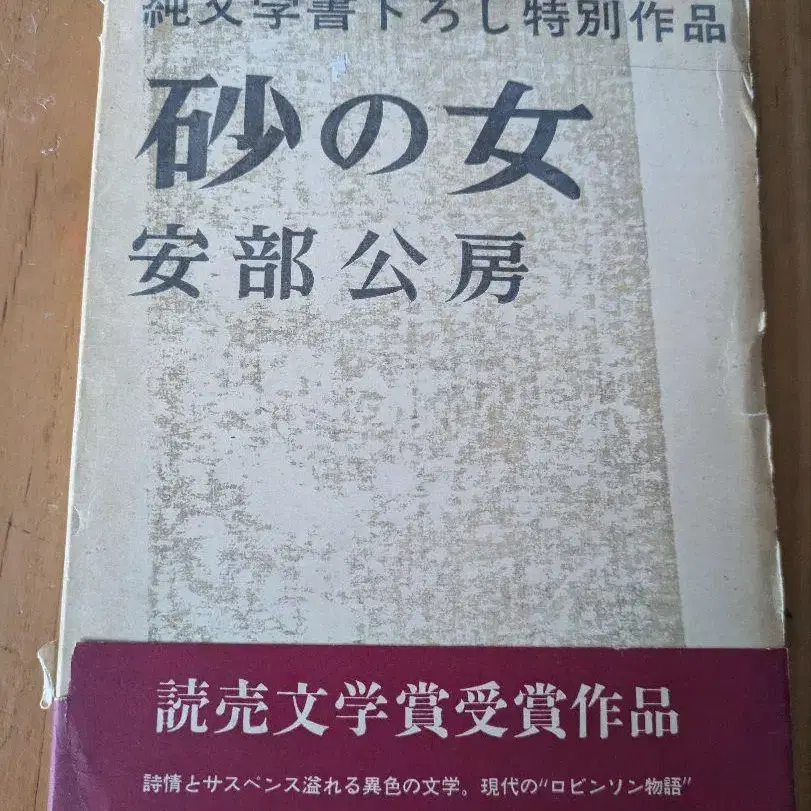 純文学書下ろし特別作品
砂の女
安部公房
読売文学賞受賞作品
詩情とサスペンス溢れる異色の文学。現代の"ロビンソン物語"